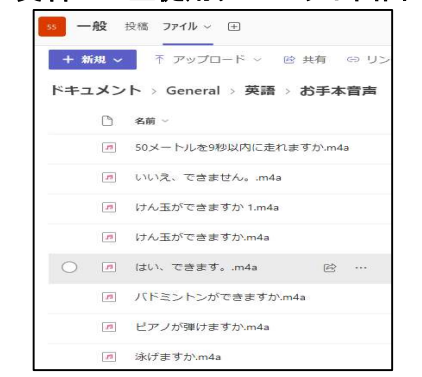 55 一般 投稿 ファイル
+ 新規 アップロード 共有 リン
ドキュメント > General > 英語 > お手本音声
名前
50メートルを9秒以内に走れますか.m4a
いいえ、できません。.m4a
けん玉ができますか 1.m4a
けん玉ができますか.m4a
はい、できます。.m4a
バドミントンができますか.m4a
ピアノが弾けますか.m4a
泳げますか.m4a